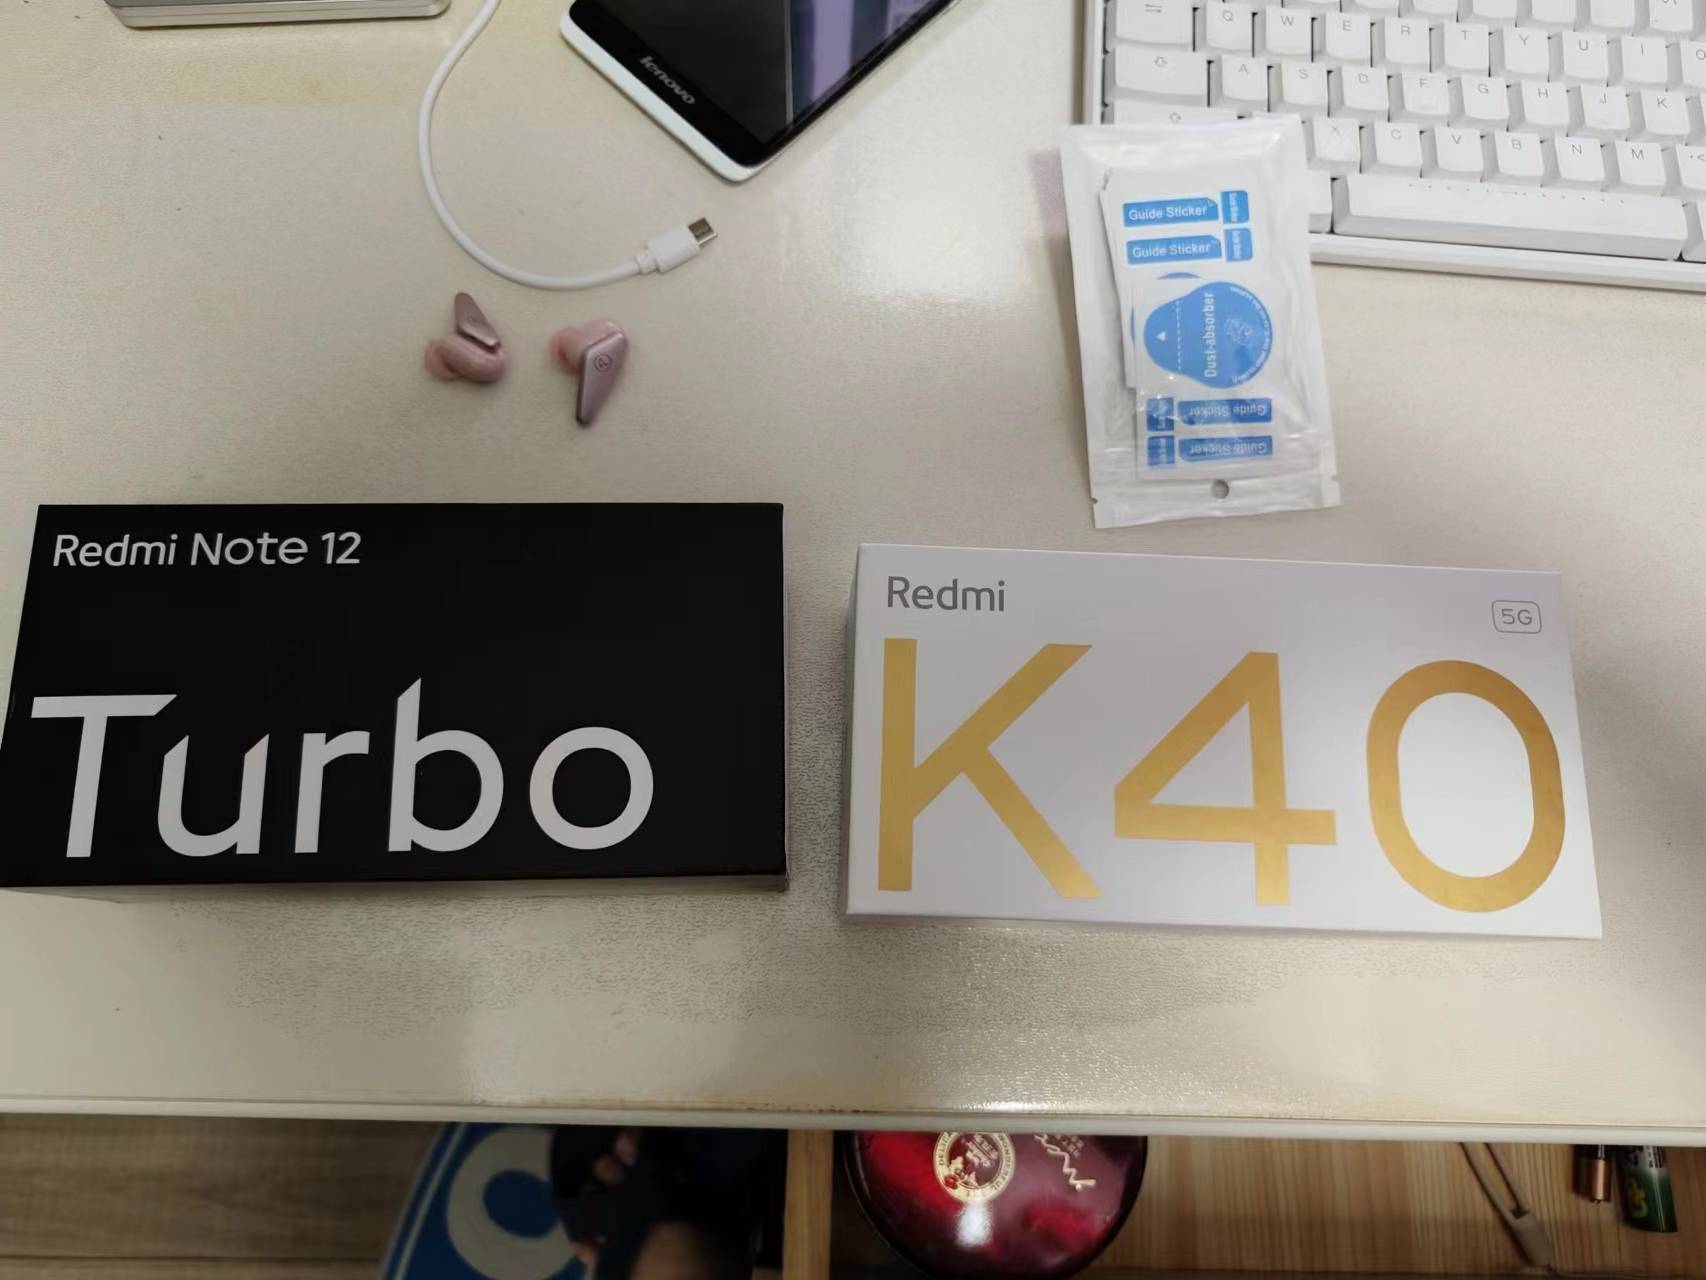 lenovo
Q W E R T Y U I O
A S D F G H J K
X C V B N M
Guide Sticker
Guide Sticker
Dust-absorber
Guide Sticker
Guide Sticker
Redmi Note 12
Turbo
Redmi
5G
K40